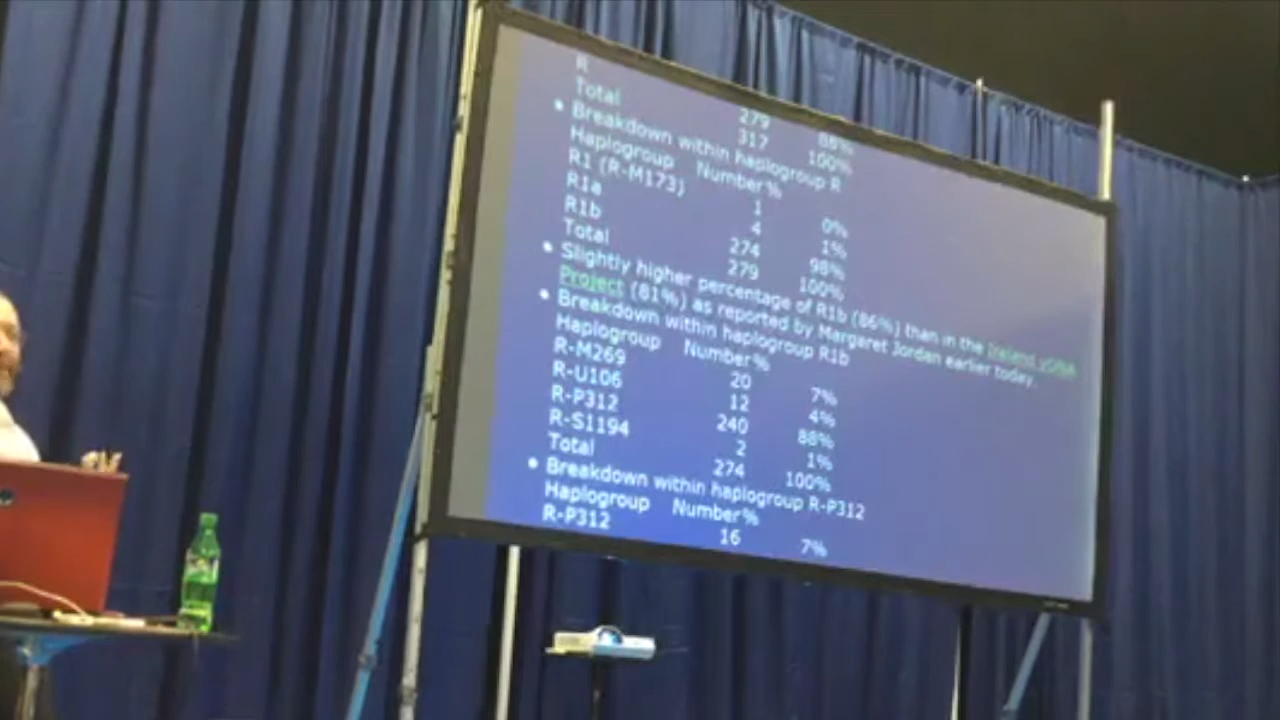 R 279 88%
Total 317 100%
• Breakdown within haplogroup R
Haplogroup Number %
R1 (R-M173) 1 0%
R1a 4 1%
R1b 274 98%
Total 279 100%
• Slightly higher percentage of R1b (86%) than in the Ireland yDNA
Project (81%) as reported by Margaret Jordan earlier today.
• Breakdown within haplogroup R1b
Haplogroup Number %
R-M269 20 7%
R-U106 12 4%
R-P312 240 88%
R-S1194 2 1%
Total 274 100%
• Breakdown within haplogroup R-P312
Haplogroup Number %
R-P312 16 7%